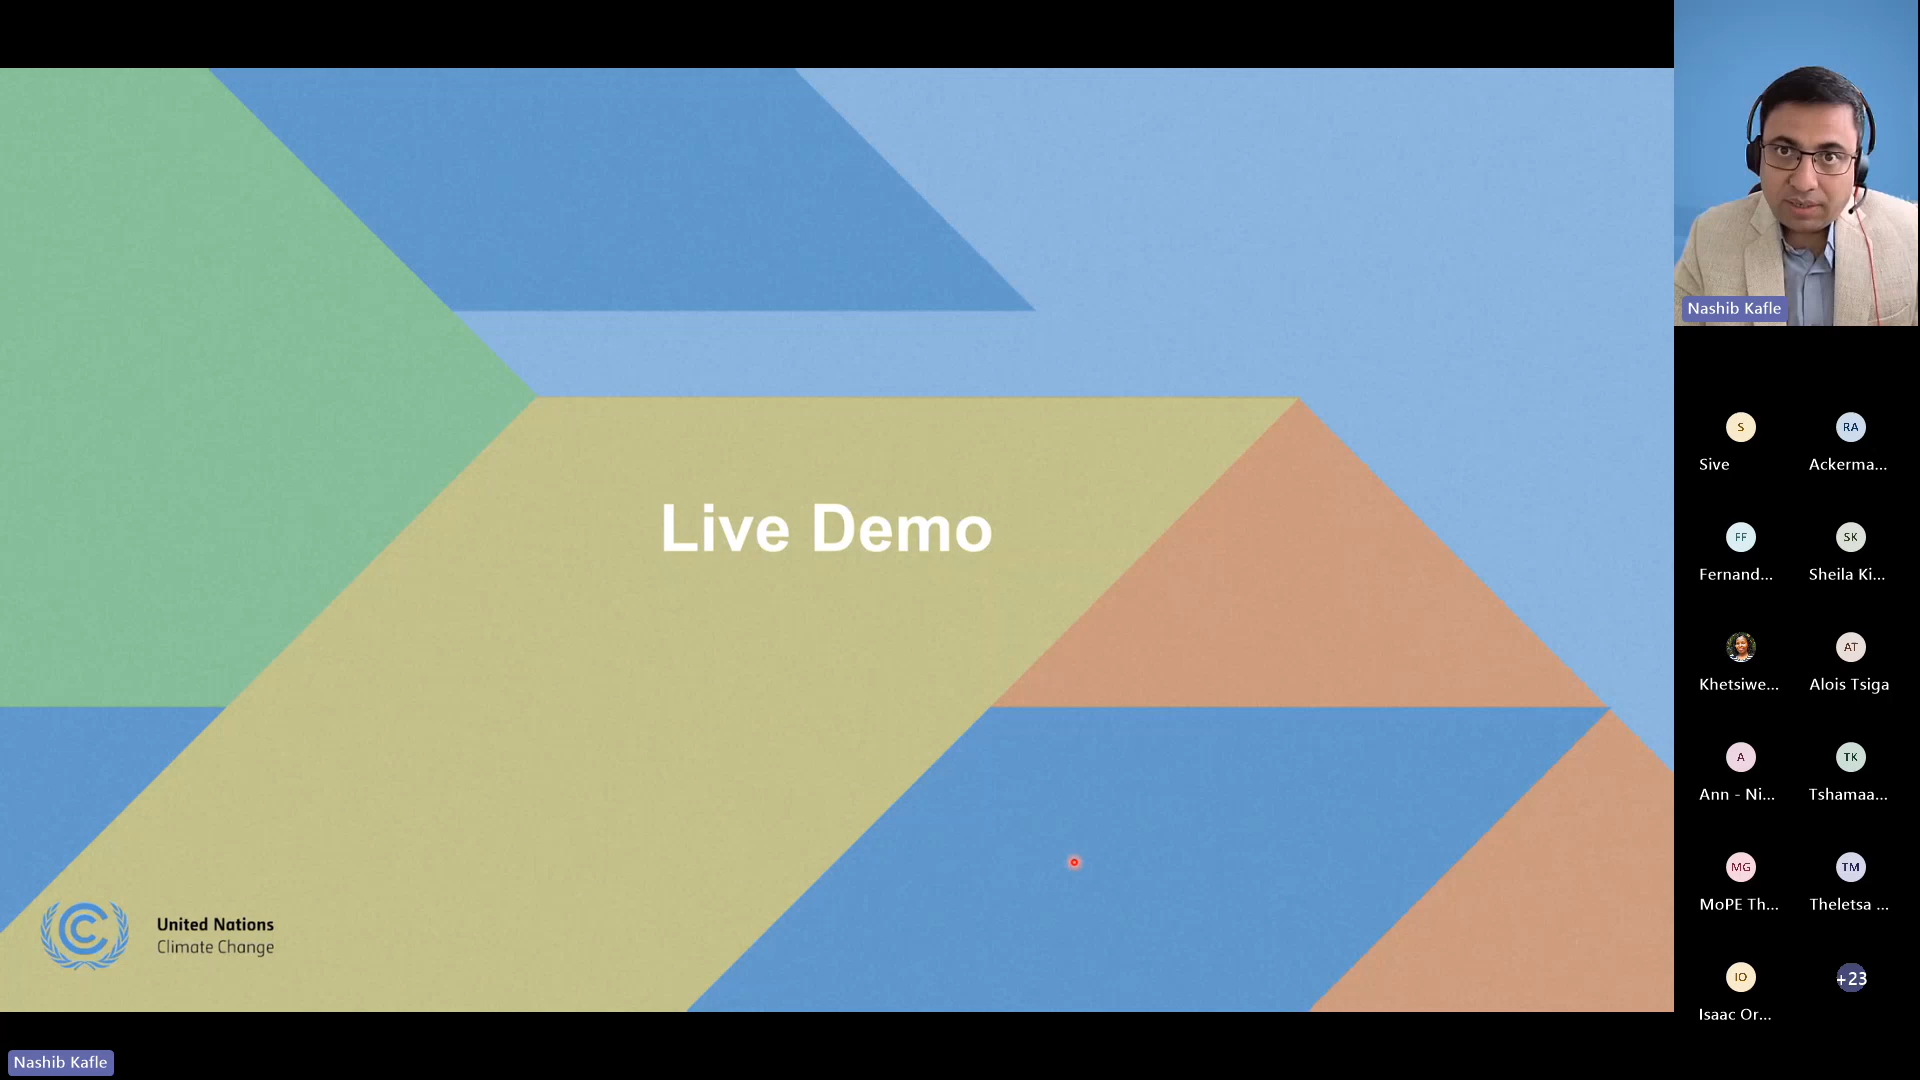 Live Demo
United Nations
Climate Change
Nashib Kafle
Nashib Kafle
S
RA
Sive
Ackerma...
FF
SK
Fernand...
Sheila Ki...
AT
Khetsiwe...
Alois Tsiga
A
TK
Ann - Ni...
Tshamaa...
MG
TM
MoPE Th...
Theletsa ...
IO
+23
Isaac Or...